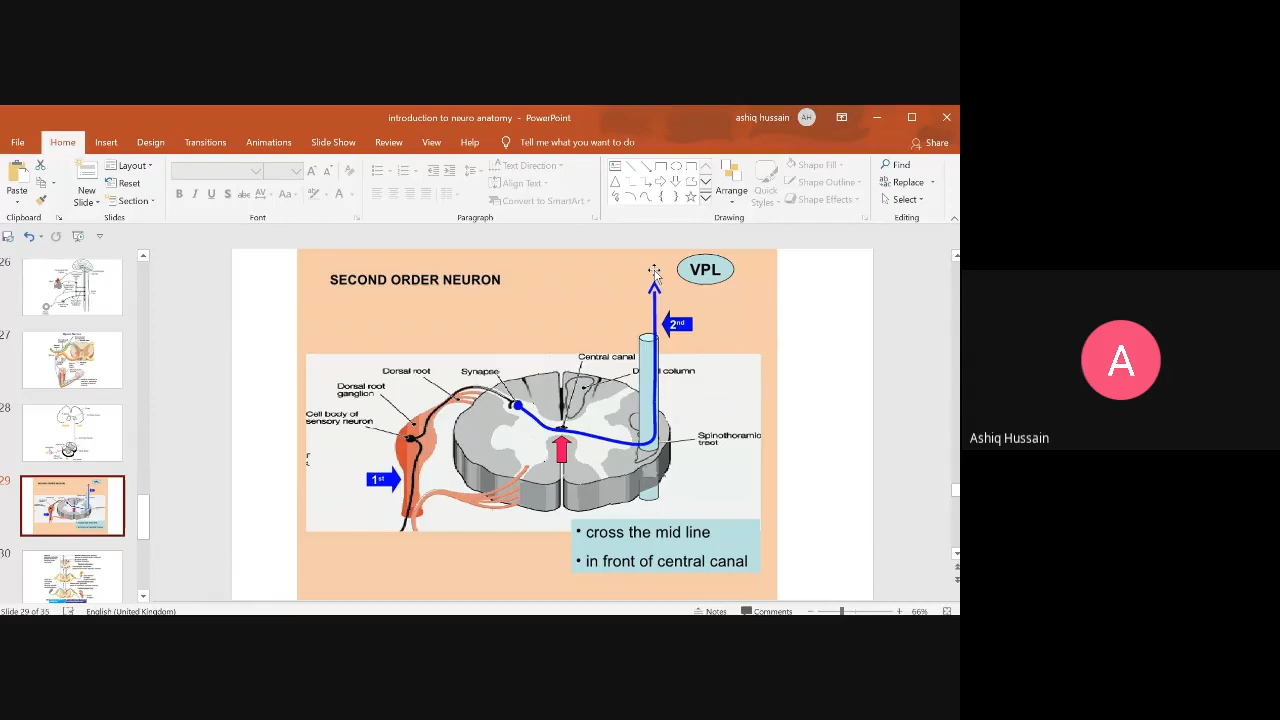 introduction to neuro anatomy - PowerPoint
ashiq hussain AH
File Home Insert Design Transitions Animations Slide Show Review View Help Tell me what you want to do Share
Paste
Clipboard
New
Slide
Layout
Reset
Section
Slides
B I U S abc AV Aa A
Font
Text Direction
Align Text
Convert to SmartArt
Paragraph
Arrange
Quick
Styles
Shape Fill
Shape Outline
Shape Effects
Drawing
Find
Replace
Select
Editing
26
27
28
29
30
SECOND ORDER NEURON
VPL
2nd
Central canal
Dorsal root
Synapse
column
Dorsal root
ganglion
Cell body of
sensory neuron
Spinothoramic
tract
1st
• cross the mid line
• in front of central canal
Slide 29 of 35 English (United Kingdom) Notes Comments 66%
A
Ashiq Hussain